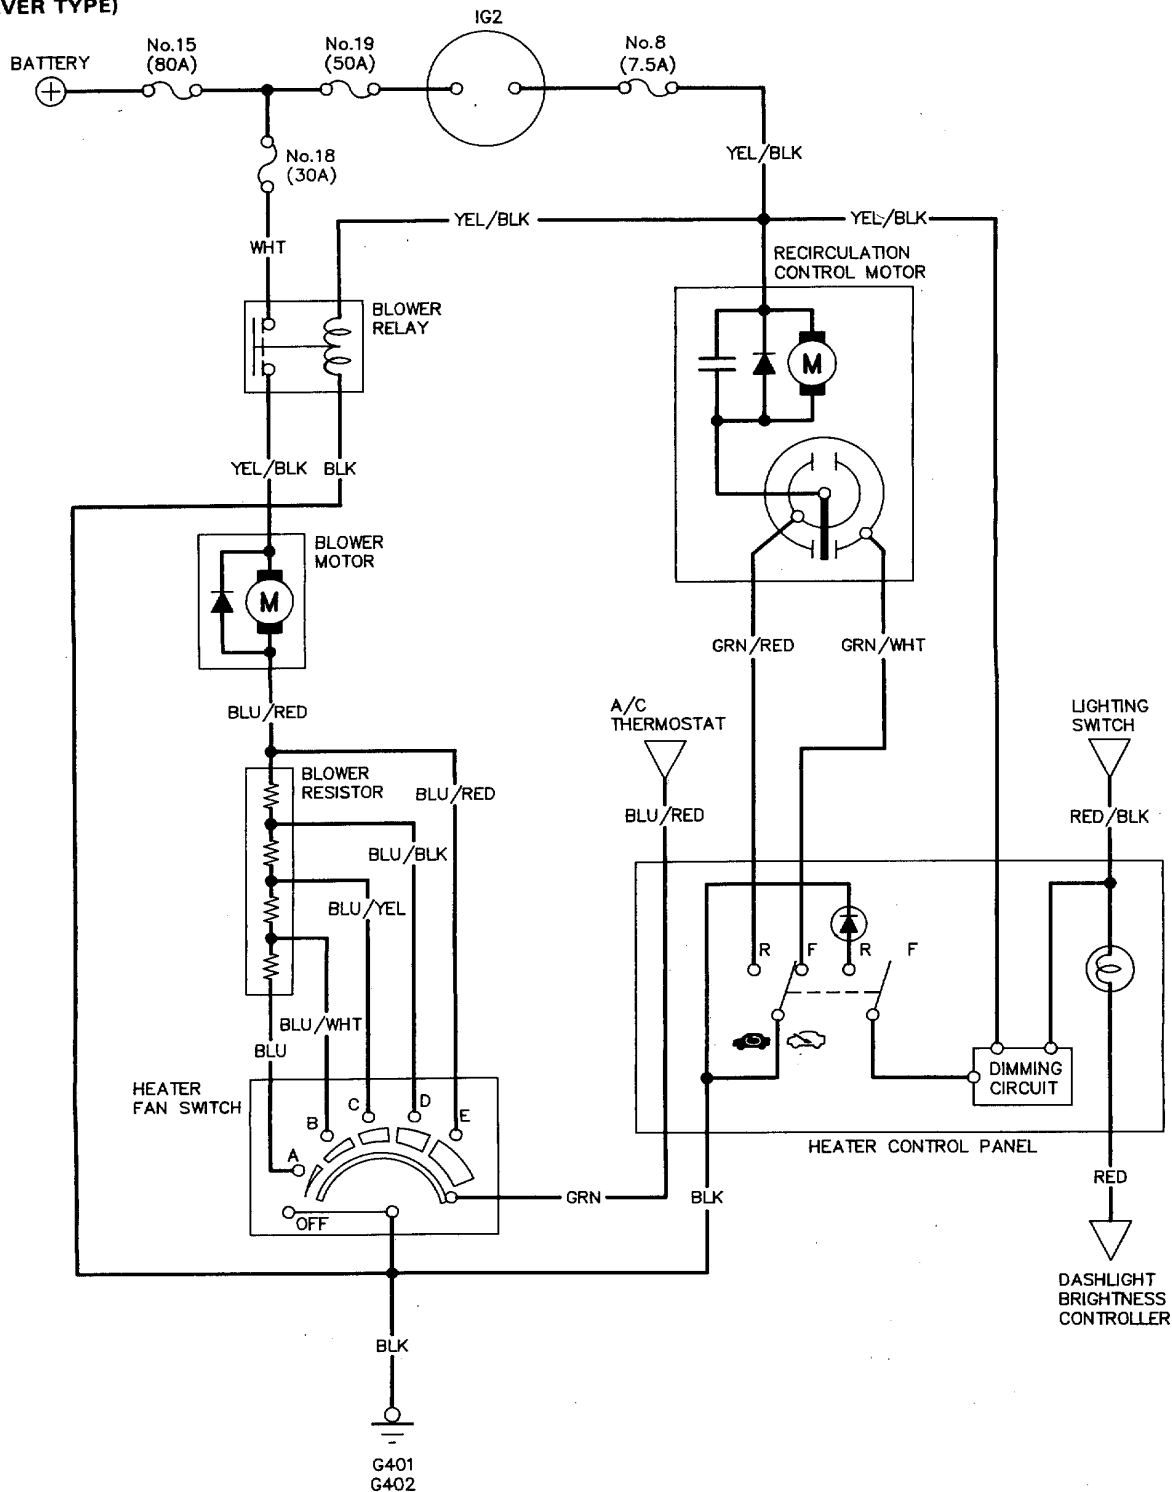 VER TYPE)
IG2
BATTERY
No.15
(80A)
No.19
(50A)
No.8
(7.5A)
No.18
(30A)
YEL/BLK
WHT
YEL/BLK
YEL/BLK
RECIRCULATION
CONTROL MOTOR
BLOWER
RELAY
M
YEL/BLK
BLK
BLOWER
MOTOR
M
GRN/RED
GRN/WHT
BLU/RED
A/C
THERMOSTAT
LIGHTING
SWITCH
BLOWER
RESISTOR
BLU/RED
BLU/RED
RED/BLK
BLU/BLK
BLU/YEL
R
F
R
F
BLU/WHT
BLU
DIMMING
CIRCUIT
HEATER
FAN SWITCH
A
B
C
D
E
HEATER CONTROL PANEL
OFF
GRN
BLK
RED
DASHLIGHT
BRIGHTNESS
CONTROLLER
BLK
G401
G402